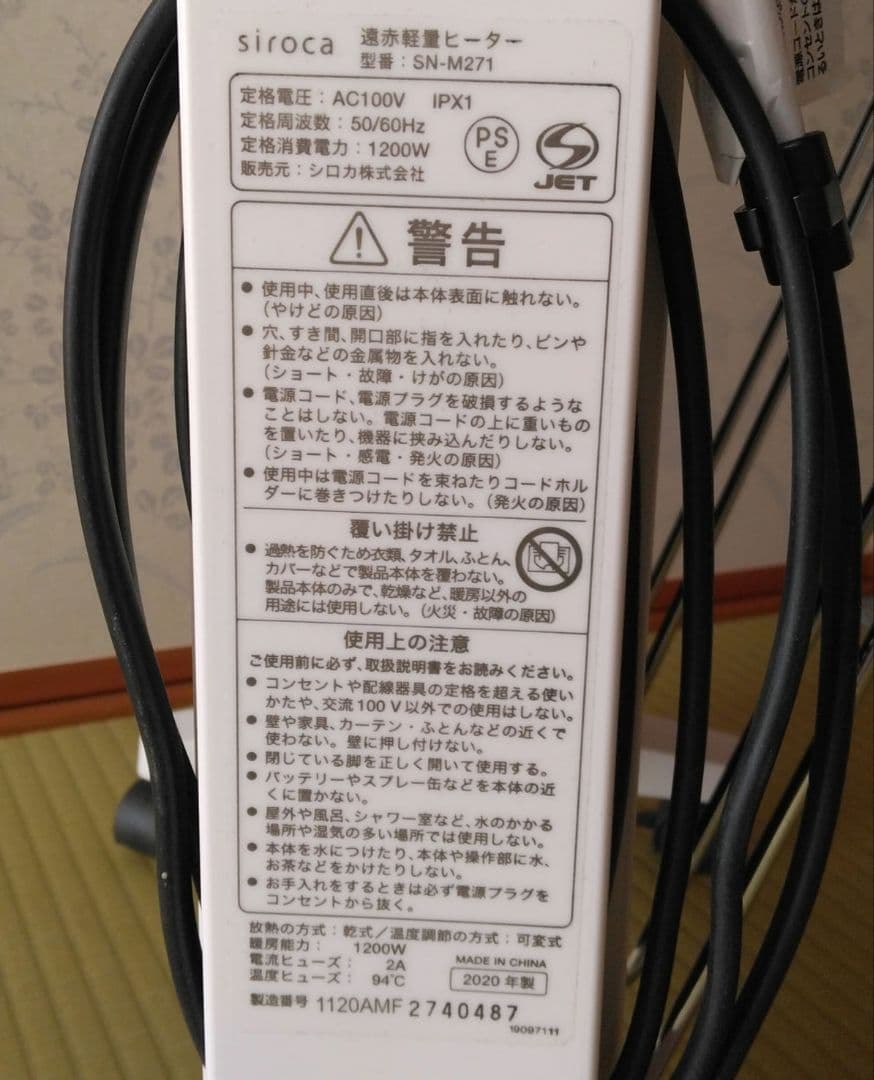 siroca 遠赤軽量ヒーター
型番：SN-M271
定格電圧：AC100V IPX1
定格周波数：50/60Hz
定格消費電力：1200W
販売元：シロカ株式会社
PS
E
JET
警告
● 使用中、使用直後は本体表面に触れない。
（やけどの原因）
● 穴、すき間、開口部に指を入れたり、ピンや
針金などの金属物を入れない。
（ショート・故障・けがの原因）
● 電源コード、電源プラグを破損するような
ことはしない。電源コードの上に重いもの
を置いたり、機器に挟み込んだりしない。
（ショート・感電・発火の原因）
● 使用中は電源コードを束ねたりコードホル
ダーに巻きつけたりしない。（発火の原因）
覆い掛け禁止
● 過熱を防ぐため衣類、タオル、ふとん、
カバーなどで製品本体を覆わない。
製品本体のみで、乾燥など、暖房以外の
用途には使用しない。（火災・故障の原因）
使用上の注意
ご使用前に必ず、取扱説明書をお読みください。
● コンセントや配線器具の定格を超える使い
かたや、交流100V以外での使用はしない。
● 壁や家具、カーテン・ふとんなどの近くで
使わない。壁に押し付けない。
● 閉じている脚を正しく開いて使用する。
● バッテリーやスプレー缶などを本体の近
くに置かない。
● 屋外や風呂、シャワー室など、水のかかる
場所や湿気の多い場所では使用しない。
● 本体を水につけたり、本体や操作部に水、
お茶などをかけたりしない。
● お手入れをするときは必ず電源プラグを
コンセントから抜く。
放熱の方式：乾式／温度調節の方式：可変式
暖房能力： 1200W
電流ヒューズ： 2A
温度ヒューズ： 94℃
MADE IN CHINA
2020年製
製造番号 1120AMF 2740487
19097111
電源コード
コンセント
るいときは